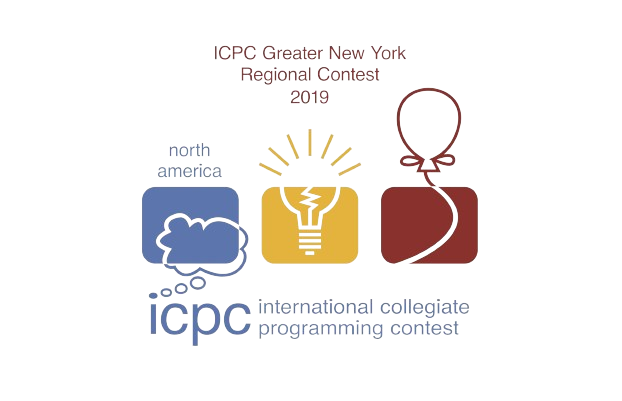 ICPC Greater New York
Regional Contest
2019
north
america
icpc
international collegiate
programming contest